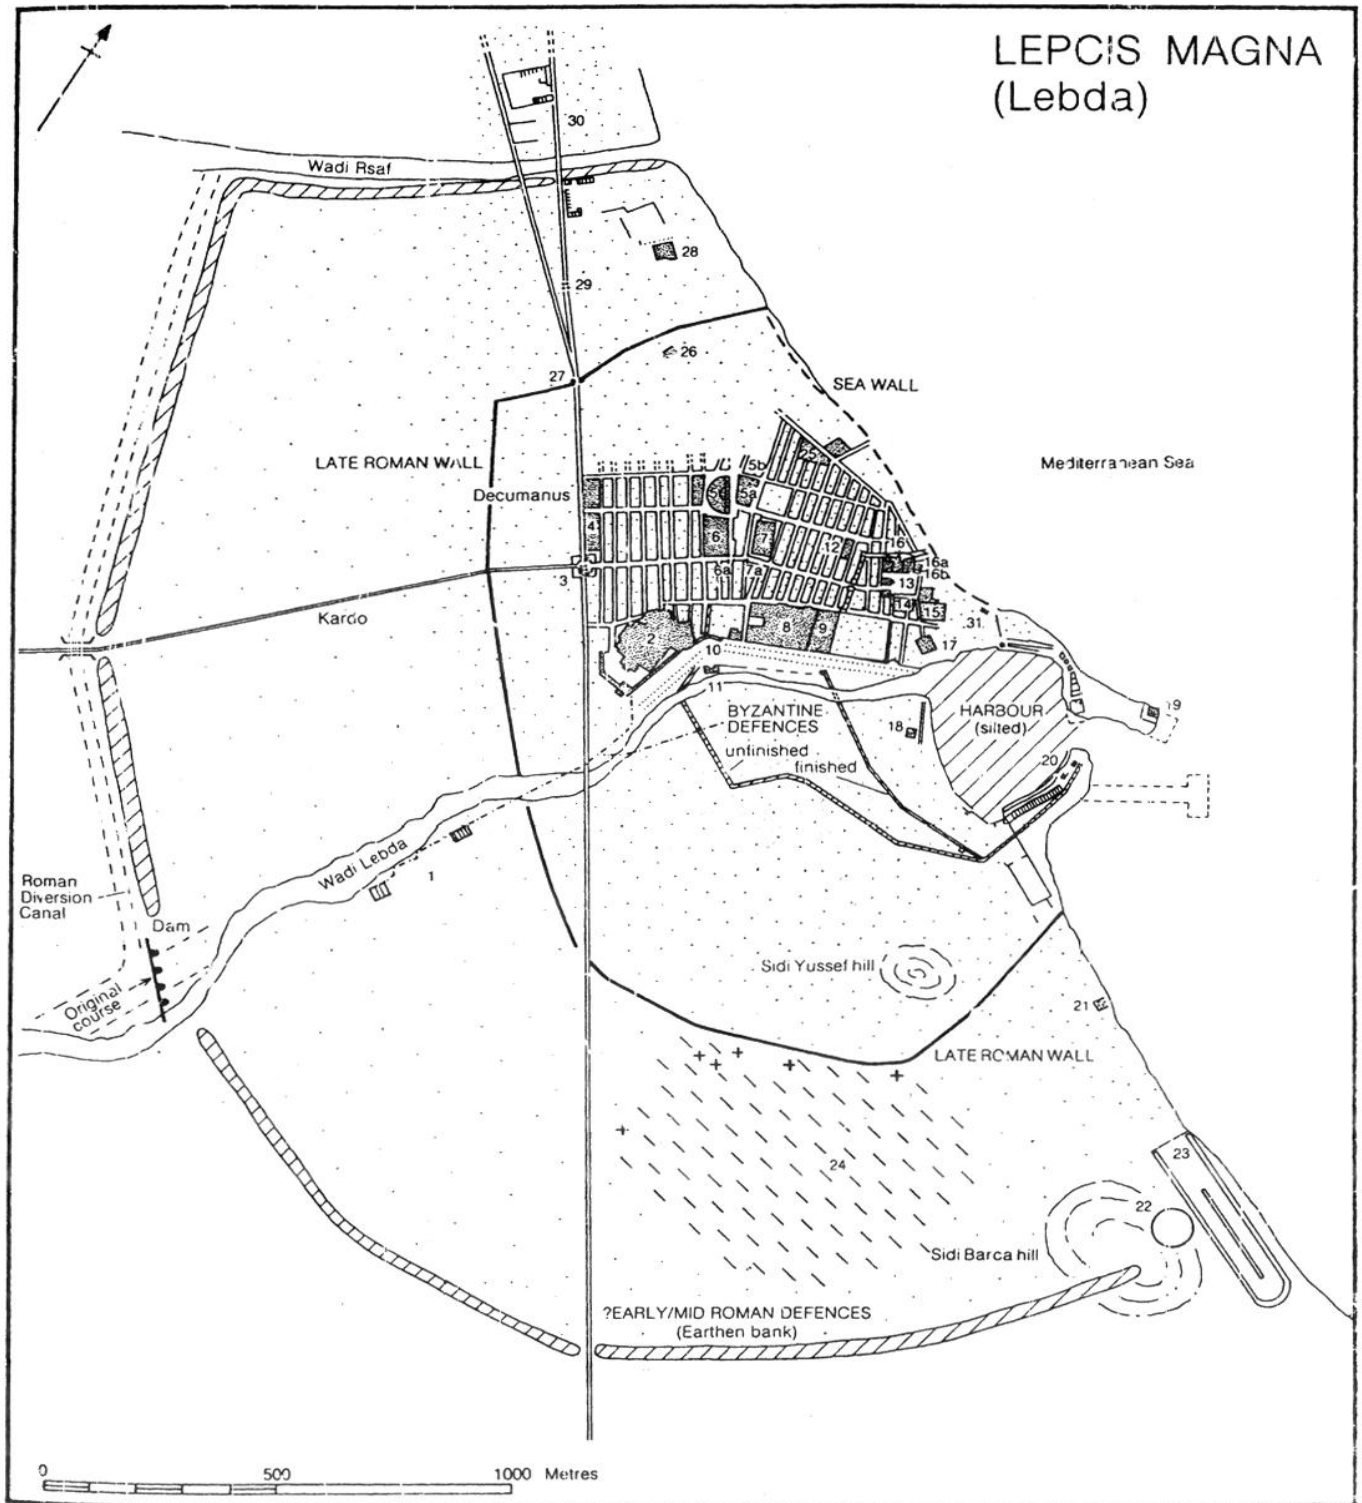 LEPCIS MAGNA
(Lebda)
30
Wadi Rsaf
28
29
26
27
SEA WALL
LATE ROMAN WALL
Mediterranean Sea
Decumanus
25
5b
5a
4
6
7
12
16
16a
16b
3
6a
7a
13
14
15
Kardo
2
8
9
31
17
10
11
BYZANTINE
DEFENCES
unfinished
finished
18
HARBOUR
(silted)
19
20
Wadi Lebda
1
Roman
Diversion
Canal
Dam
Original
course
Sidi Yussef hill
21
LATE ROMAN WALL
24
23
22
Sidi Barca hill
?EARLY/MID ROMAN DEFENCES
(Earthen bank)
0 500 1000 Metres